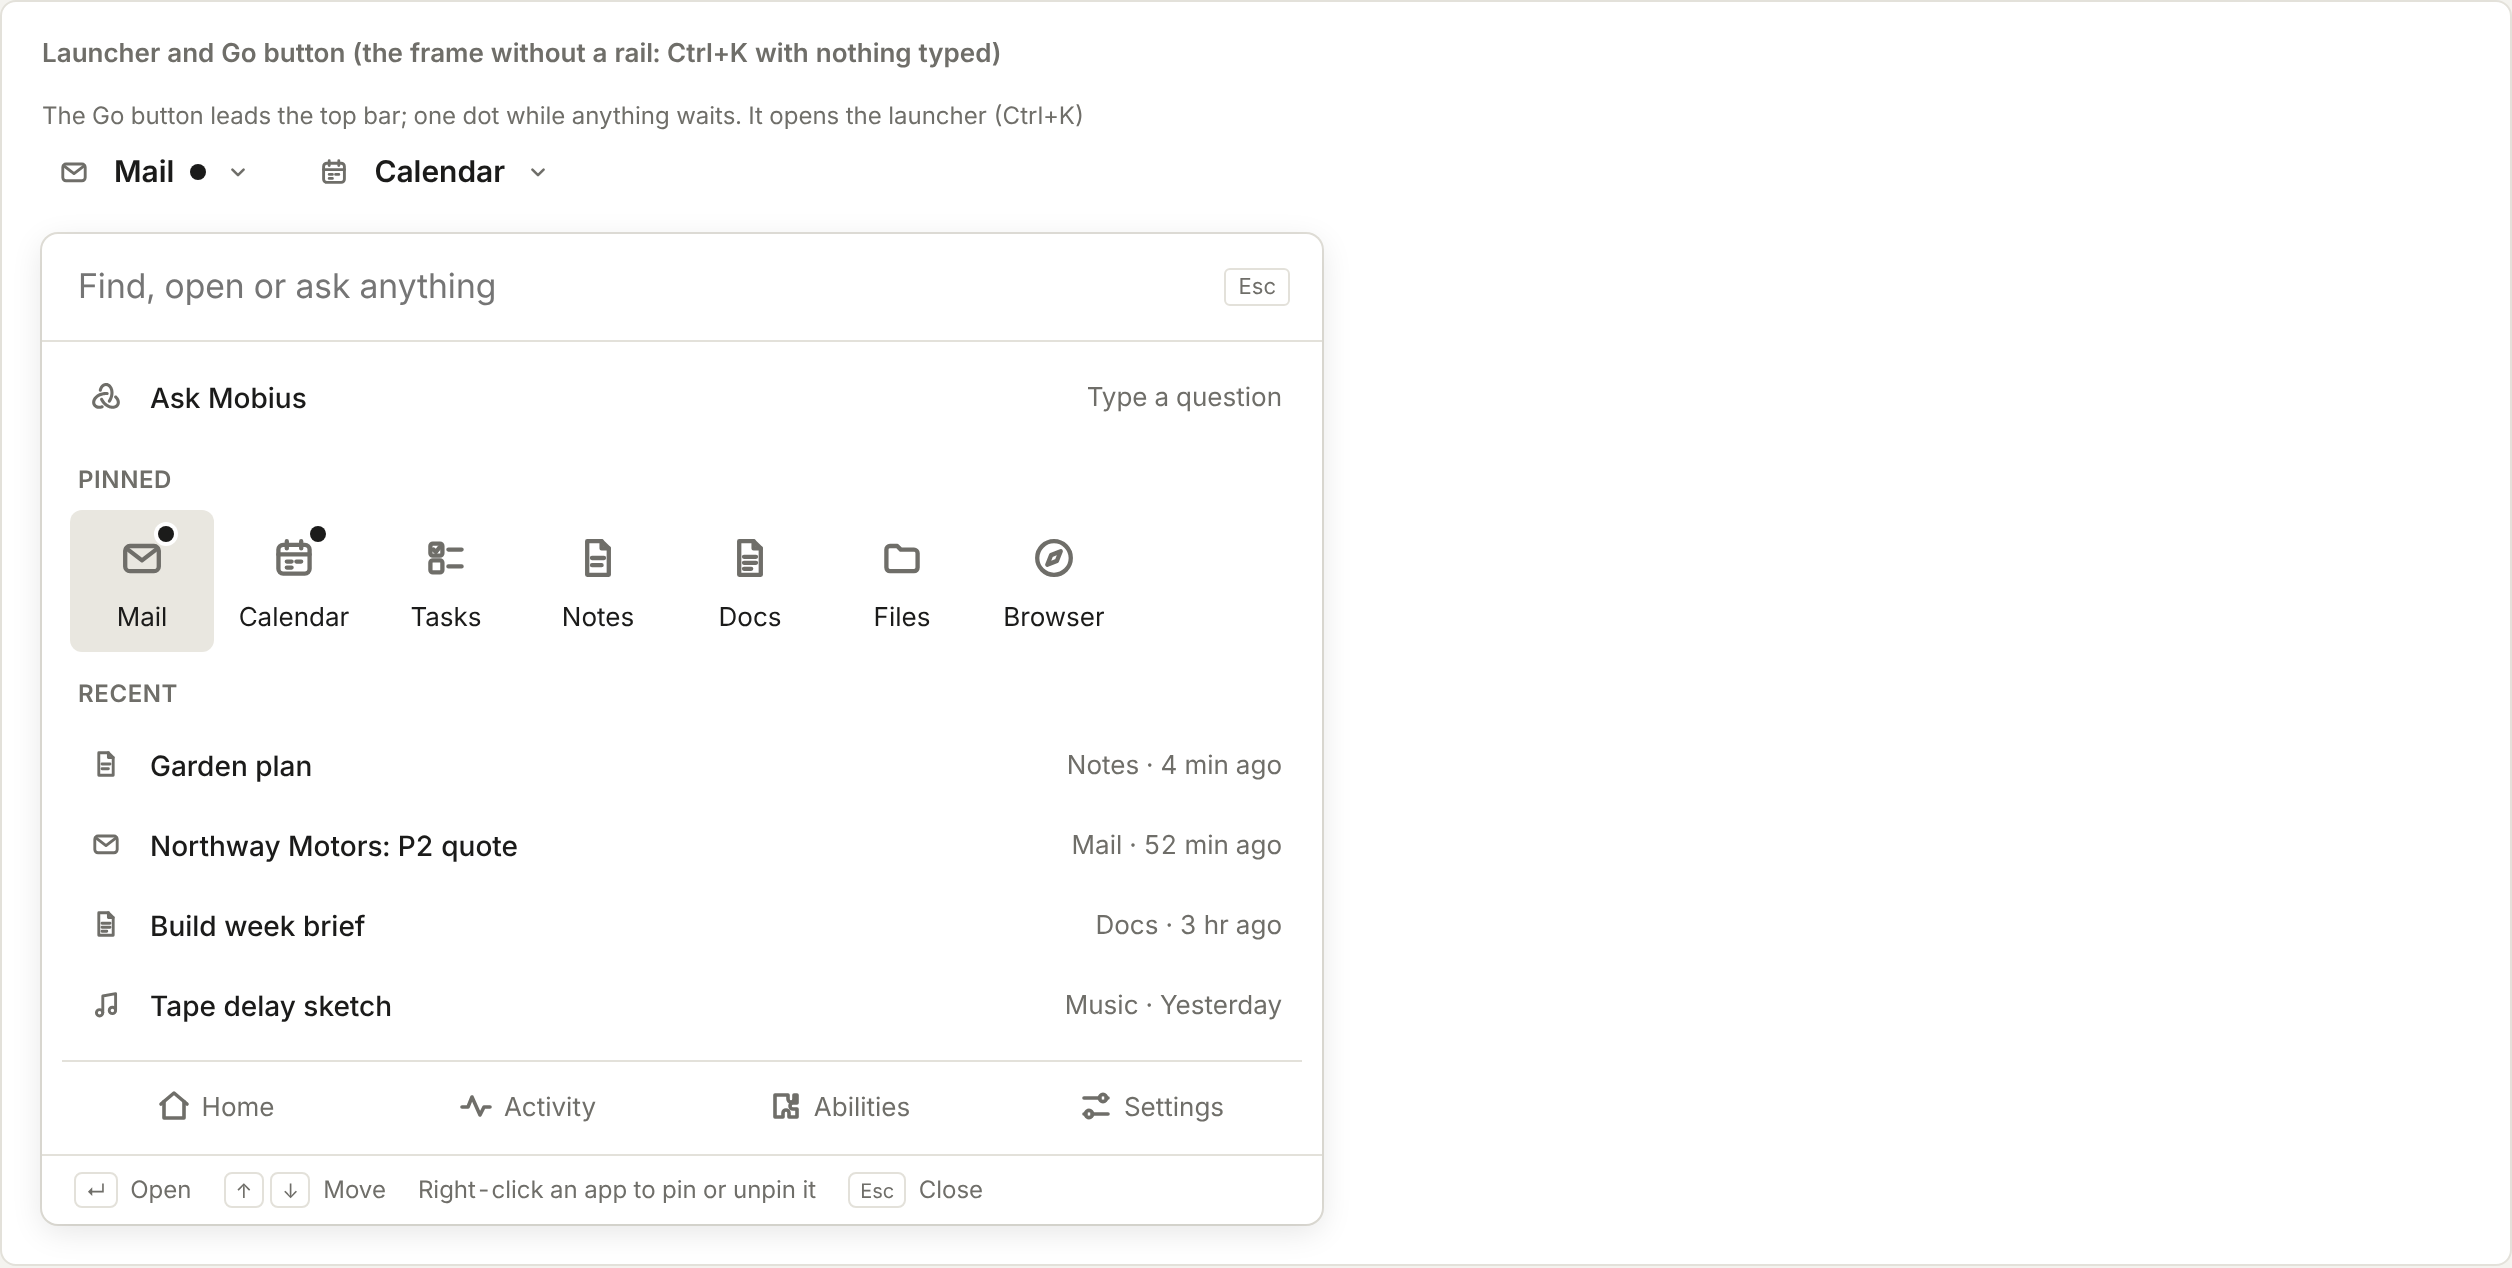 Launcher and Go button (the frame without a rail: Ctrl+K with nothing typed)
The Go button leads the top bar; one dot while anything waits. It opens the launcher (Ctrl+K)
Mail Calendar
Find, open or ask anything Esc
Ask Mobius Type a question
PINNED
Mail Calendar Tasks Notes Docs Files Browser
RECENT
Garden plan Notes · 4 min ago
Northway Motors: P2 quote Mail · 52 min ago
Build week brief Docs · 3 hr ago
Tape delay sketch Music · Yesterday
Home Activity Abilities Settings
↵ Open ↑ ↓ Move Right-click an app to pin or unpin it Esc Close